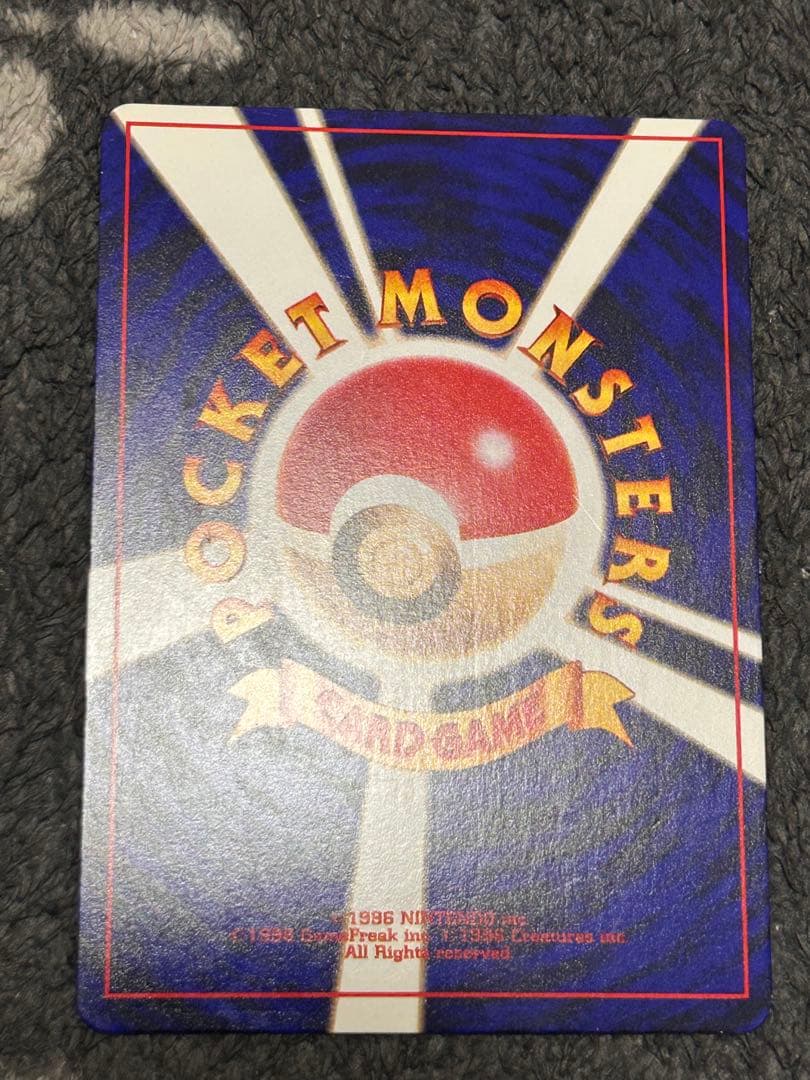 POCKET MONSTERS
CARD GAME
©1996 NINTENDO inc
©1996 GameFreak inc ©1996 Creatures inc
All Rights reserved